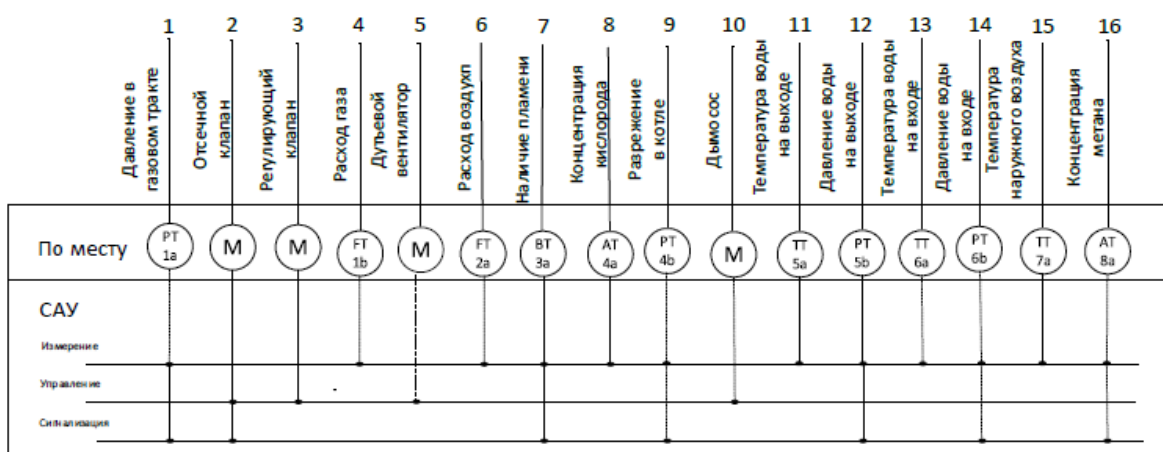 1 2 3 4 5 6 7 8 9 10 11 12 13 14 15 16
Давление в
газовом тракте
Отсечной
клапан
Регулирующий
клапан
Расход газа
Дутьевой
вентилятор
Расход воздухп
Наличие пламени
Концентрация
кислорода
Разрежение
в котле
Дымосос
Температура воды
на выходе
Давление воды
на выходе
Температура воды
на входе
Давление воды
на входе
Температура
наружного воздуха
Концентрация
метана
По месту
PT
1a
M
M
FT
1b
M
FT
2a
BT
3a
AT
4a
PT
4b
M
TT
5a
PT
5b
TT
6a
PT
6b
TT
7a
AT
8a
САУ
Измерение
Управление
Сигнализация